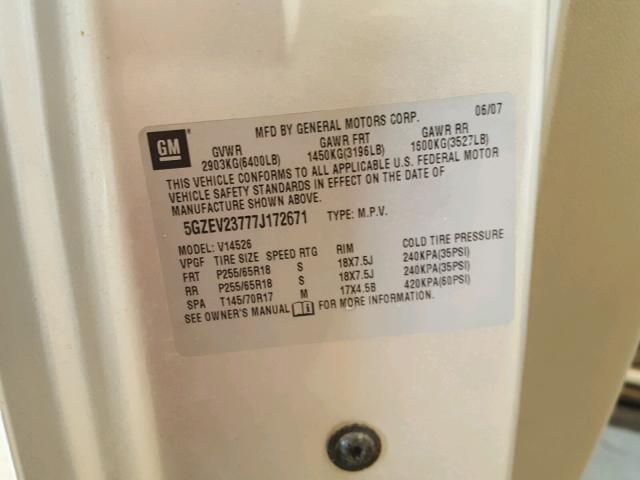 GM
MFD BY GENERAL MOTORS CORP. 06/07
GVWR GAWR FRT GAWR RR
2903KG(6400LB) 1450KG(3196LB) 1600KG(3527LB)
THIS VEHICLE CONFORMS TO ALL APPLICABLE U.S. FEDERAL MOTOR
VEHICLE SAFETY STANDARDS IN EFFECT ON THE DATE OF
MANUFACTURE SHOWN ABOVE.
5GZEV23777J172671 TYPE: M.P.V.
MODEL: V14526
VPGF TIRE SIZE SPEED RTG RIM COLD TIRE PRESSURE
FRT P255/65R18 S 18X7.5J 240KPA(35PSI)
RR P255/65R18 S 18X7.5J 240KPA(35PSI)
SPA T145/70R17 M 17X4.5B 420KPA(60PSI)
SEE OWNER'S MANUAL FOR MORE INFORMATION.